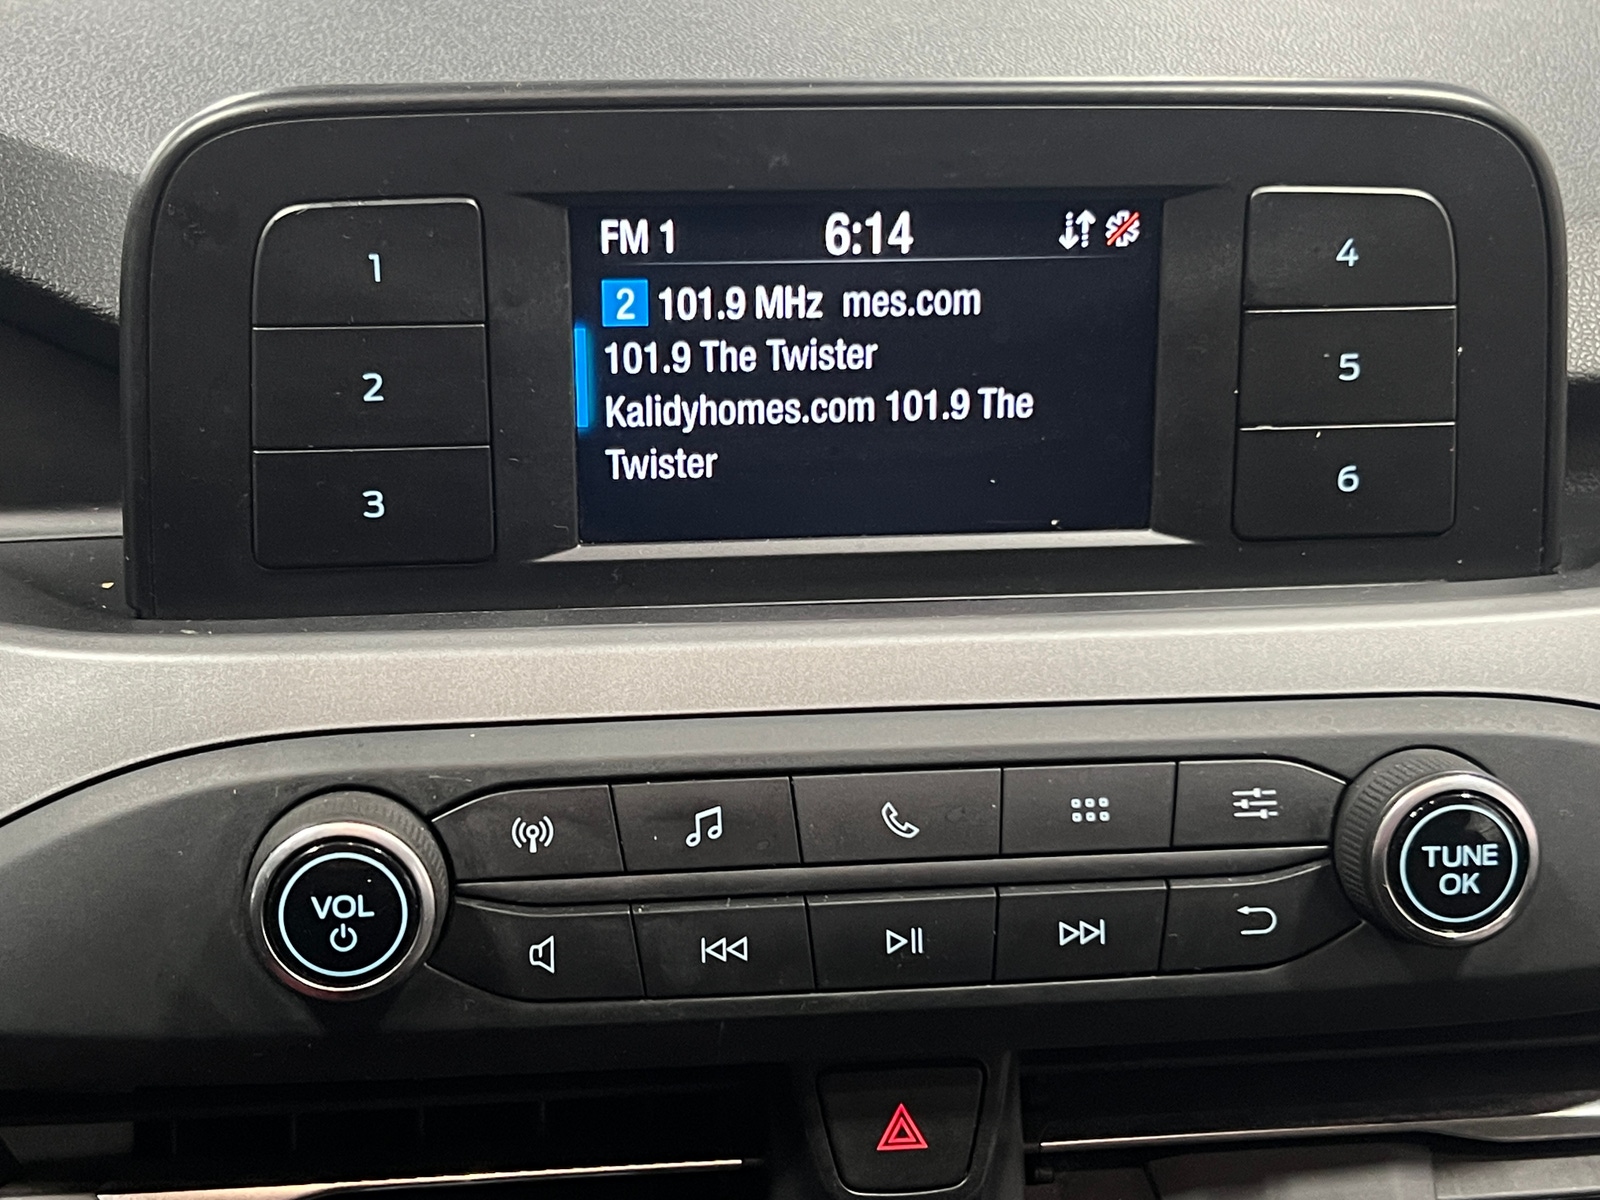 FM 1 6:14
2 101.9 MHz mes.com
101.9 The Twister
Kalidyhomes.com 101.9 The
Twister
1
2
3
4
5
6
VOL
TUNE
OK